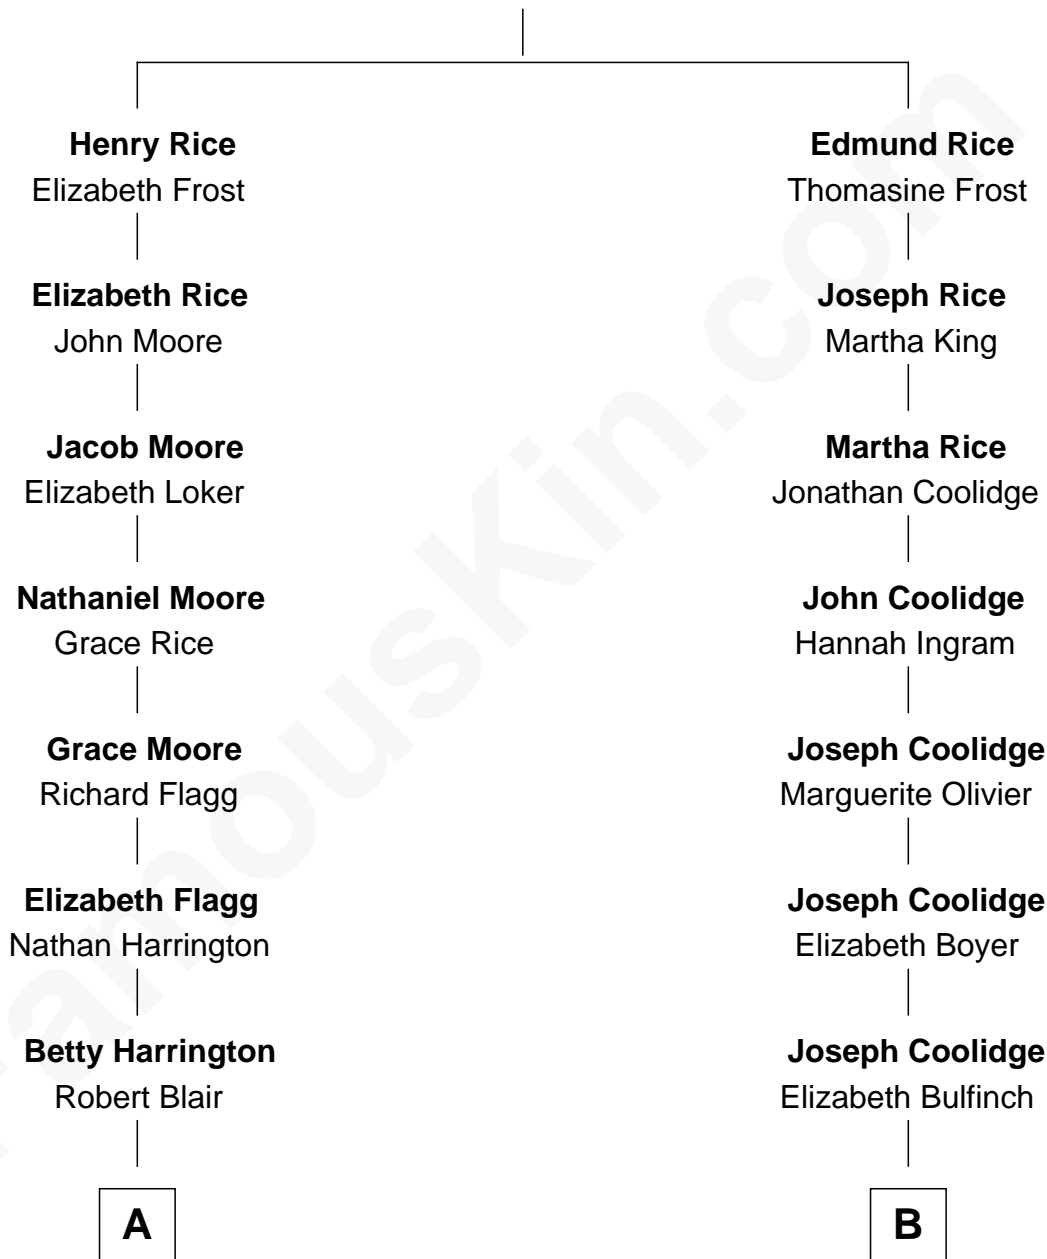 Henry Rice
Elizabeth Frost
Elizabeth Rice
John Moore
Jacob Moore
Elizabeth Loker
Nathaniel Moore
Grace Rice
Grace Moore
Richard Flagg
Elizabeth Flagg
Nathan Harrington
Betty Harrington
Robert Blair
A
Edmund Rice
Thomasine Frost
Joseph Rice
Martha King
Martha Rice
Jonathan Coolidge
John Coolidge
Hannah Ingram
Joseph Coolidge
Marguerite Olivier
Joseph Coolidge
Elizabeth Boyer
Joseph Coolidge
Elizabeth Bulfinch
B
FamousKin.com